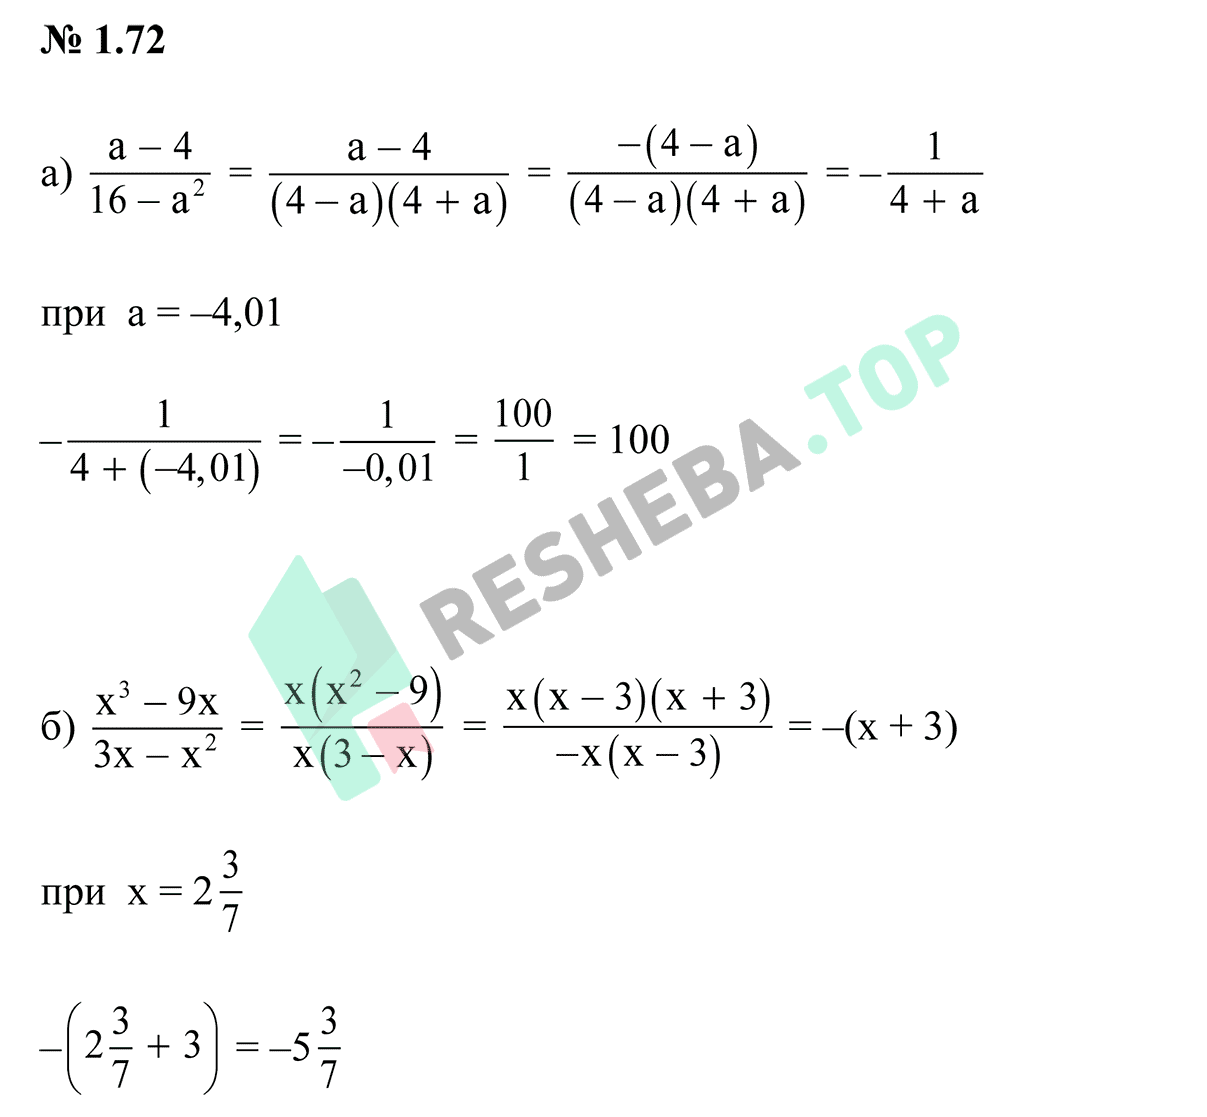 № 1.72
а) \frac{a – 4}{16 – a^2} = \frac{a – 4}{(4 – a)(4 + a)} = \frac{–(4 – a)}{(4 – a)(4 + a)} = –\frac{1}{4 + a}
при a = –4,01
–\frac{1}{4 + (–4,01)} = –\frac{1}{–0,01} = \frac{100}{1} = 100
RESHEBA.TOP
б) \frac{x^3 – 9x}{3x – x^2} = \frac{x(x^2 – 9)}{x(3 – x)} = \frac{x(x – 3)(x + 3)}{–x(x – 3)} = –(x + 3)
при x = 2\frac{3}{7}
–(2\frac{3}{7} + 3) = –5\frac{3}{7}